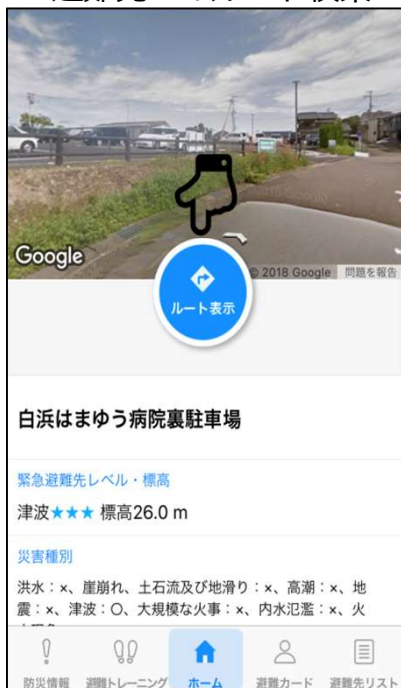 Google
© 2018 Google 問題を報告
ルート表示
白浜はまゆう病院裏駐車場
緊急避難先レベル・標高
津波★★★ 標高26.0 m
災害種別
洪水：×、崖崩れ、土石流及び地滑り：×、高潮：×、地
震：×、津波：〇、大規模な火事：×、内水氾濫：×、火
防災情報 避難トレーニング ホーム 避難カード 避難先リスト